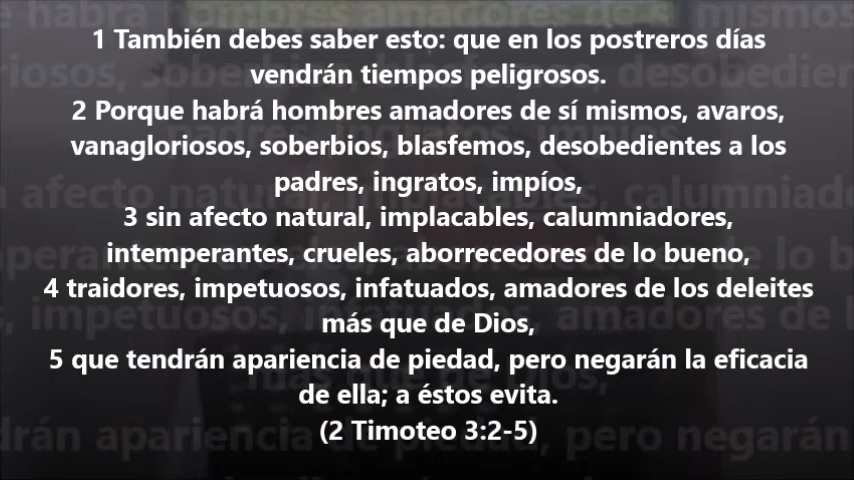 1 También debes saber esto: que en los postreros días
vendrán tiempos peligrosos.
2 Porque habrá hombres amadores de sí mismos, avaros,
vanagloriosos, soberbios, blasfemos, desobedientes a los
padres, ingratos, impíos,
3 sin afecto natural, implacables, calumniadores,
intemperantes, crueles, aborrecedores de lo bueno,
4 traidores, impetuosos, infatuados, amadores de los deleites
más que de Dios,
5 que tendrán apariencia de piedad, pero negarán la eficacia
de ella; a éstos evita.
(2 Timoteo 3:2-5)